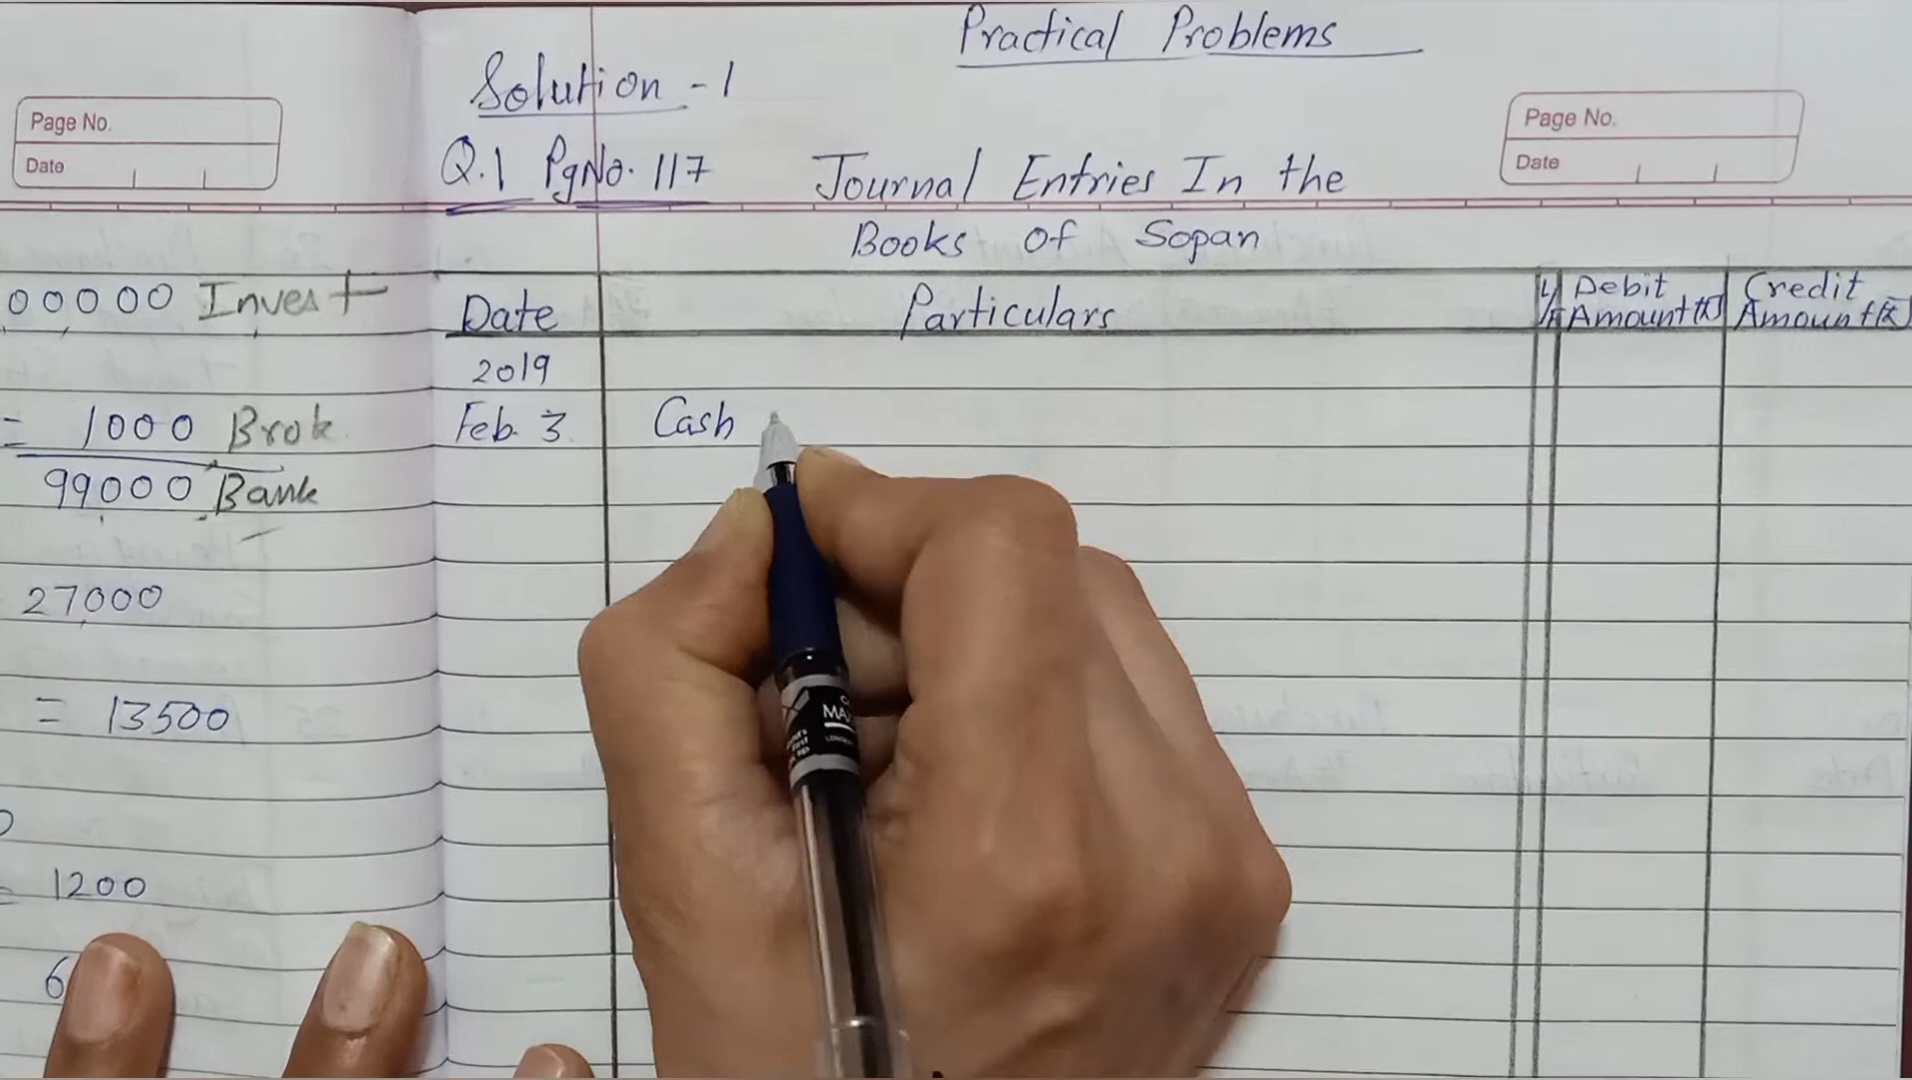 Practical Problems
Solution - 1
Page No.
Date
Page No.
Date
Q.1 PgNo. 117
Journal Entries In the
Books Of Sopan
00000 Invest
= 1000 Brok.
99000 Bank
27000
= 13500
1200
6
Date Particulars L/F Debit Amount(₹) Credit Amount(₹)
2019
Feb. 3. Cash
MA